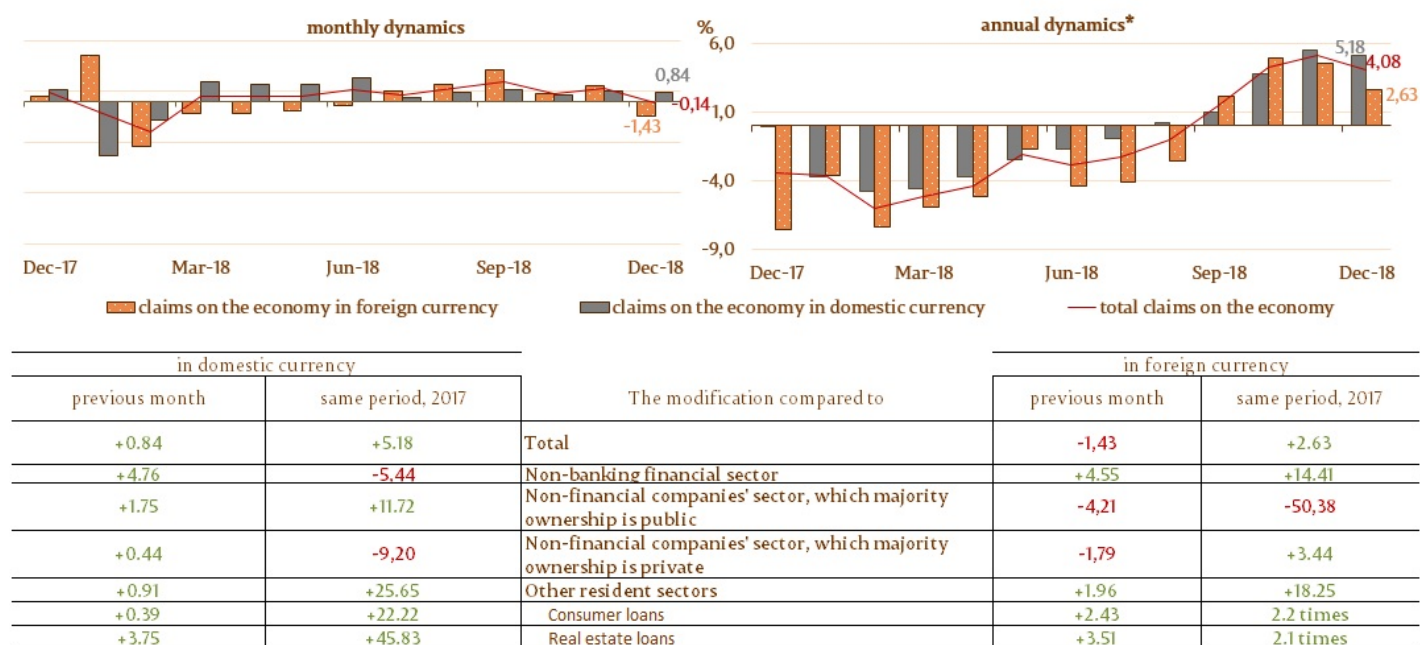 monthly dynamics
%
annual dynamics*
6,0
5,18
4,08
0,84
-0,14
1,0
2,63
-1,43
-4,0
-9,0
Dec-17 Mar-18 Jun-18 Sep-18 Dec-18
Dec-17 Mar-18 Jun-18 Sep-18 Dec-18
claims on the economy in foreign currency claims on the economy in domestic currency total claims on the economy
in domestic currency in foreign currency
previous month same period, 2017 The modification compared to previous month same period, 2017
+0.84 +5.18 Total -1,43 +2.63
+4.76 -5,44 Non-banking financial sector +4.55 +14.41
+1.75 +11.72 Non-financial companies' sector, which majority
ownership is public -4,21 -50,38
+0.44 -9,20 Non-financial companies' sector, which majority
ownership is private -1,79 +3.44
+0.91 +25.65 Other resident sectors +1.96 +18.25
+0.39 +22.22 Consumer loans +2.43 2.2 times
+3.75 +45.83 Real estate loans +3.51 2.1 times